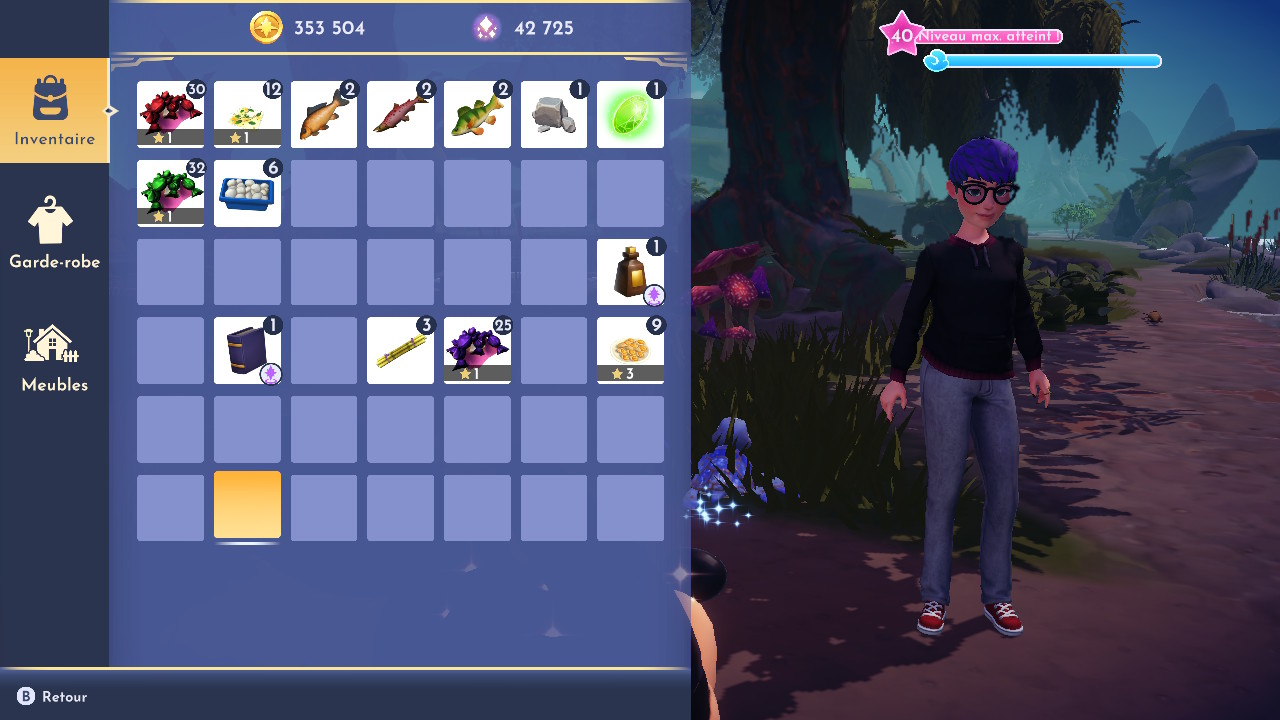 353 504 42 725
40 Niveau max. atteint !
Inventaire
30 12 2 2 2 1 1
1 1
Garde-robe
32 6
1
1
Meubles
1 3 25 9
1 3
B Retour